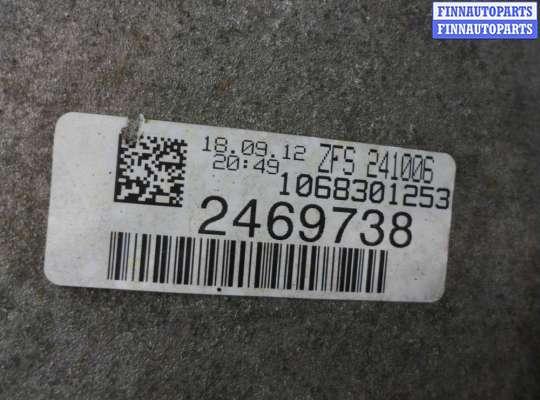 FINNAUTOPARTS
FINNAUTOPARTS
18.09.12 ZFS 241006
20:49 1068301253
2469738